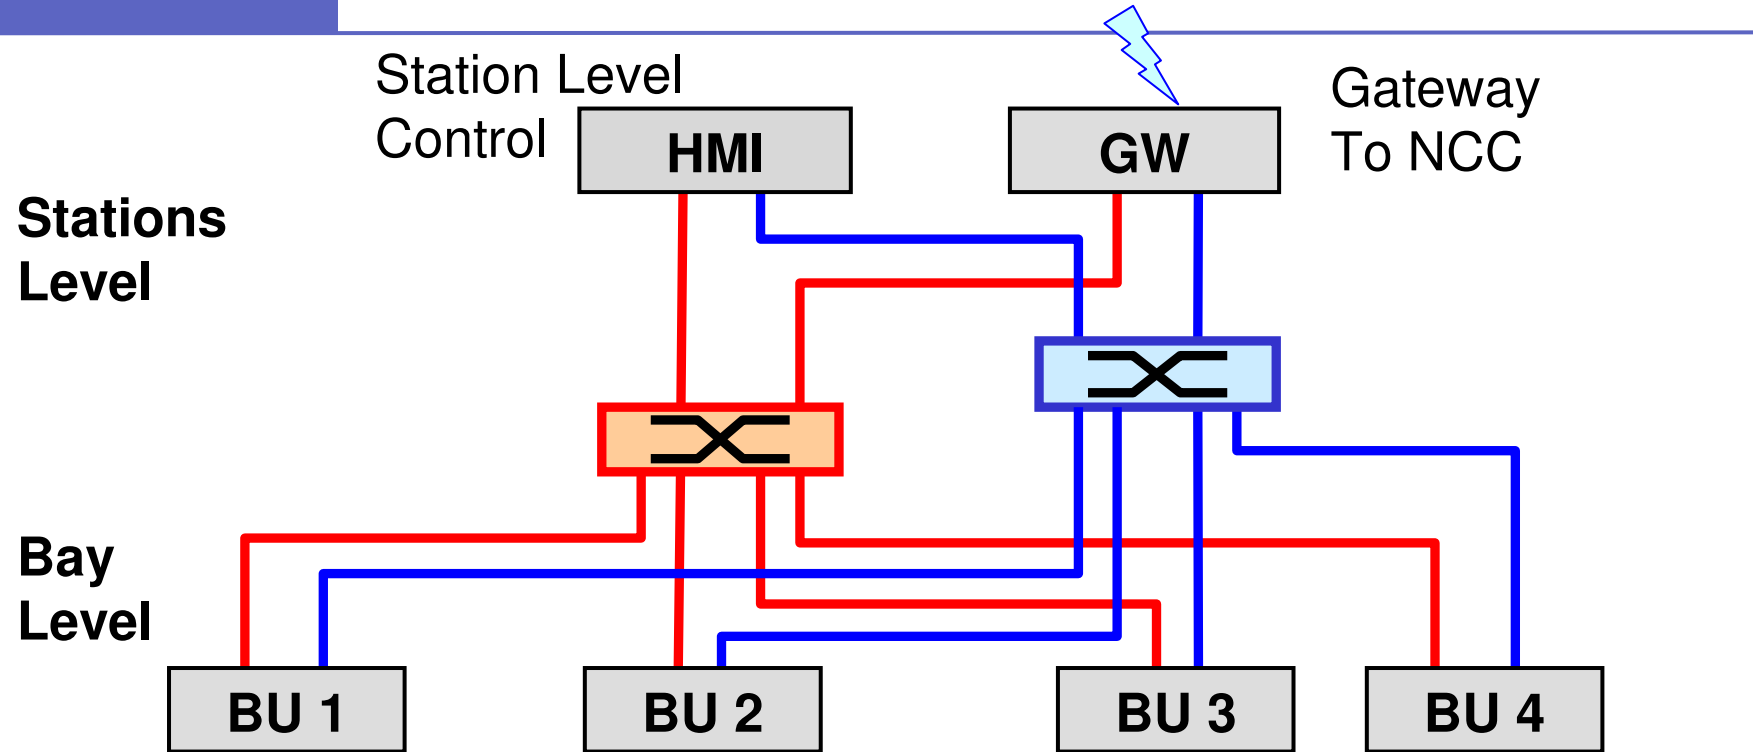 Station Level
Control
HMI
GW
Gateway
To NCC
Stations
Level
Bay
Level
BU 1
BU 2
BU 3
BU 4